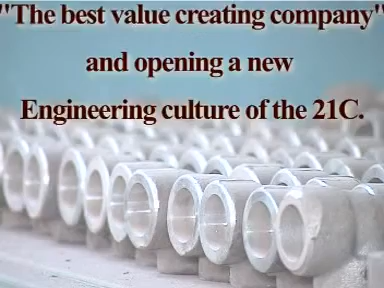 "The best value creating company"
and opening a new
Engineering culture of the 21C.